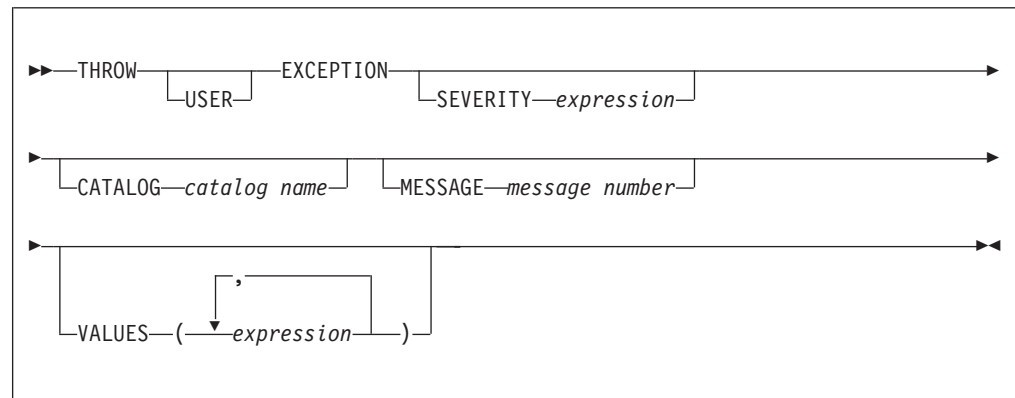 THROW USER EXCEPTION SEVERITY expression
CATALOG catalog name MESSAGE message number
,
VALUES ( expression )